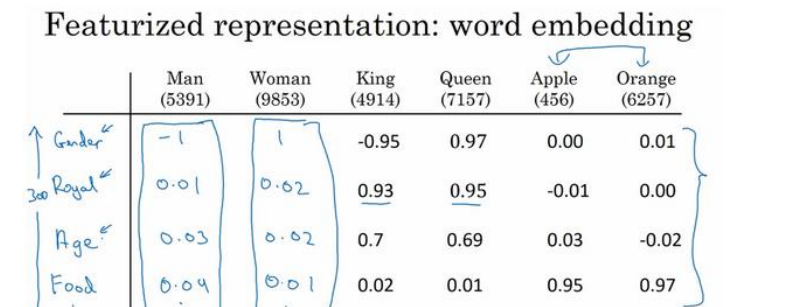 Featurized representation: word embedding
Man Woman King Queen Apple Orange
(5391) (9853) (4914) (7157) (456) (6257)
Gender -1 1 -0.95 0.97 0.00 0.01
300 Royal 0.01 0.02 0.93 0.95 -0.01 0.00
Age 0.03 0.02 0.7 0.69 0.03 -0.02
Food 0.04 0.01 0.02 0.01 0.95 0.97